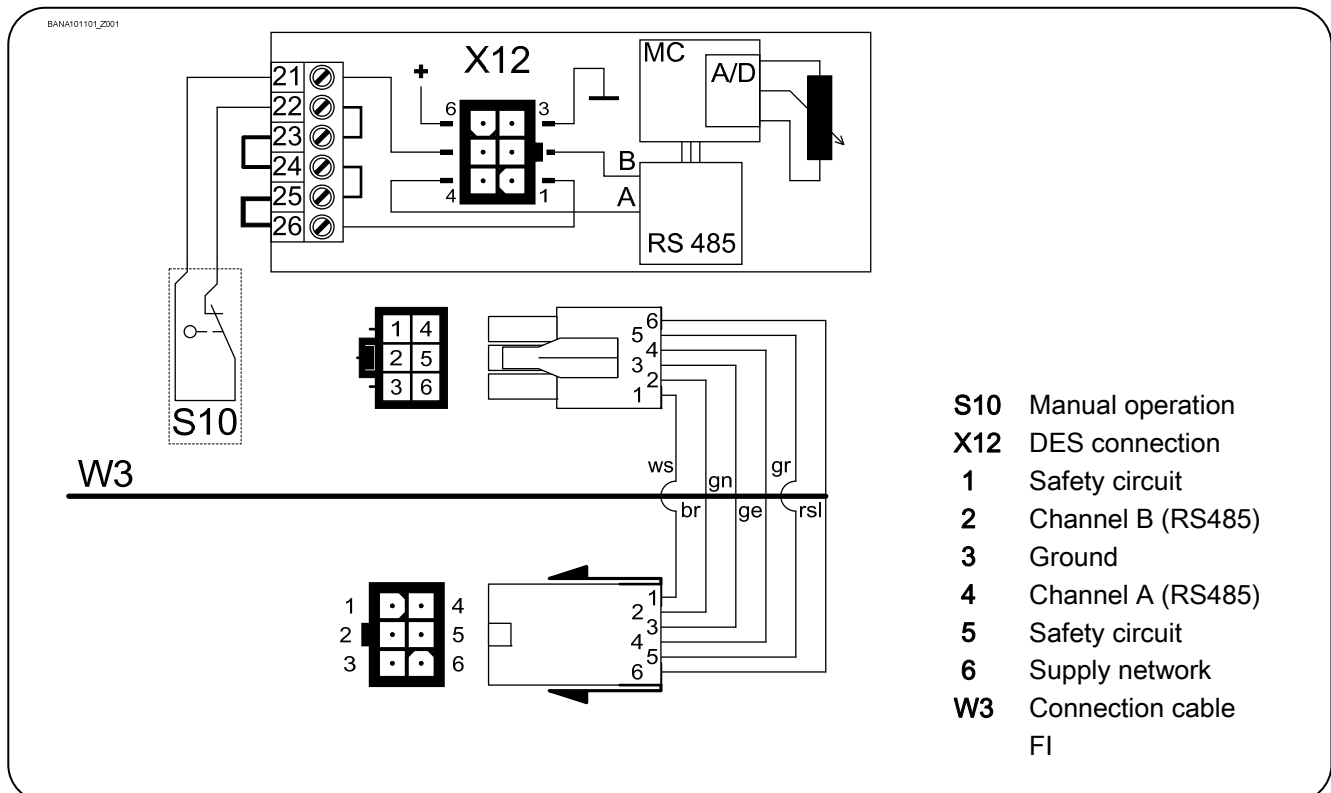 BANA101101_Z001
X12
MC
A/D
+
21
22
23
24
25
26
6
3
4
1
B
A
RS 485
S10
1 4
2 5
3 6
6
5
4
3
2
1
W3
ws
gn
gr
br
ge
rsl
1 4
2 5
3 6
1
2
3
4
5
6
S10 Manual operation
X12 DES connection
1 Safety circuit
2 Channel B (RS485)
3 Ground
4 Channel A (RS485)
5 Safety circuit
6 Supply network
W3 Connection cable
FI